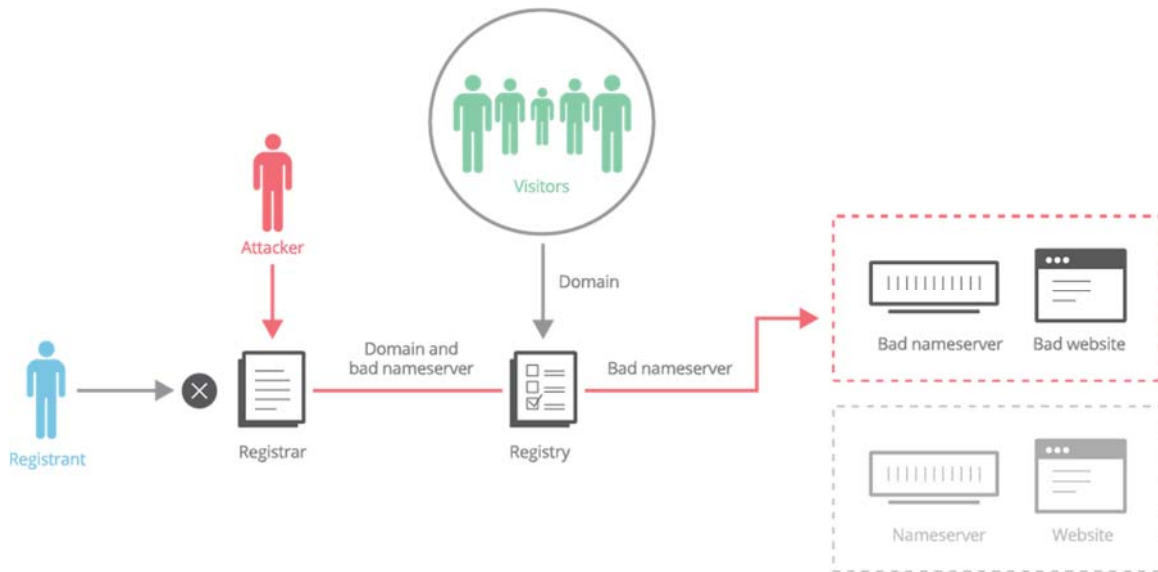 Visitors
Attacker
Domain
Domain and
bad nameserver
Bad nameserver
Bad nameserver
Bad website
Registrant
Registrar
Registry
Nameserver
Website